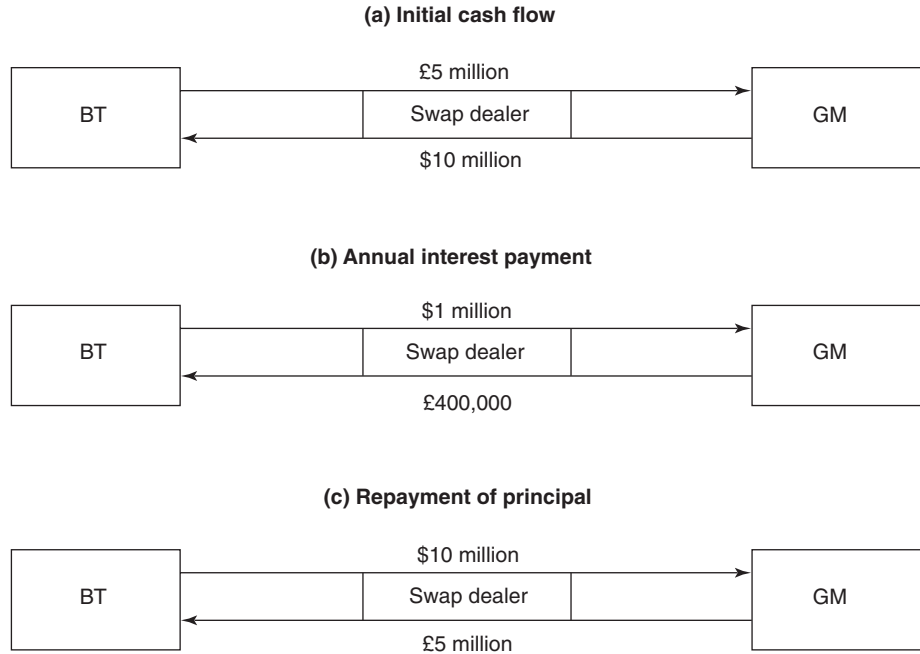 (a) Initial cash flow
£5 million
BT
Swap dealer
GM
$10 million
(b) Annual interest payment
$1 million
BT
Swap dealer
GM
£400,000
(c) Repayment of principal
$10 million
BT
Swap dealer
GM
£5 million